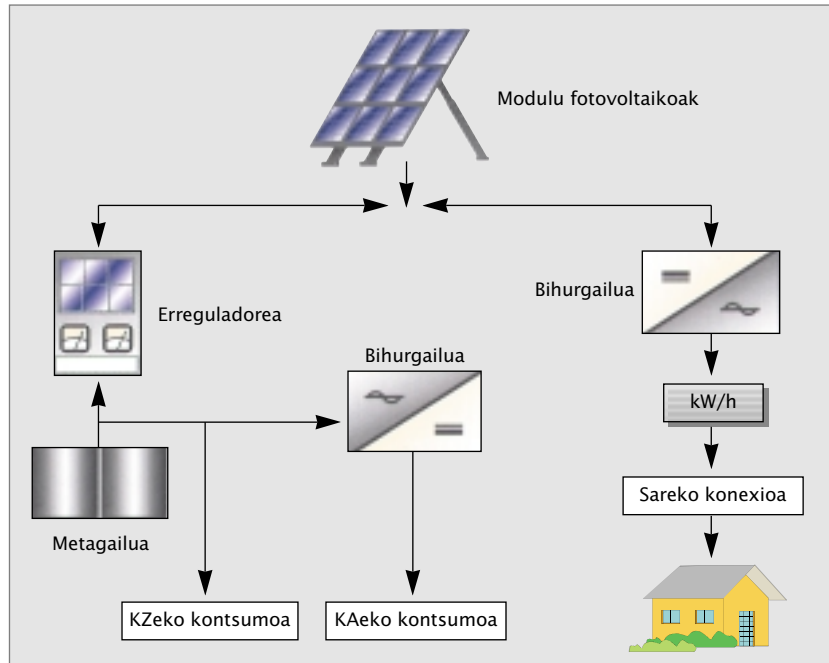 Modulu fotovoltaikoak
Erreguladorea
Bihurgailua
Bihurgailua
kW/h
Metagailua
Sareko konexioa
KZeko kontsumoa
KAeko kontsumoa